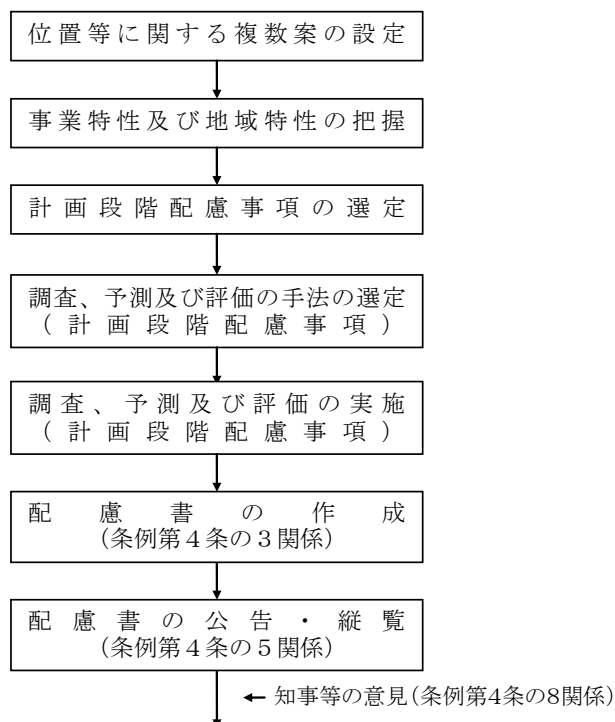 位置等に関する複数案の設定
事業特性及び地域特性の把握
計画段階配慮事項の選定
調査、予測及び評価の手法の選定
(計画段階配慮事項)
調査、予測及び評価の実施
(計画段階配慮事項)
配慮書の作成
(条例第4条の3関係)
配慮書の公告・縦覧
(条例第4条の5関係)
← 知事等の意見(条例第4条の8関係)